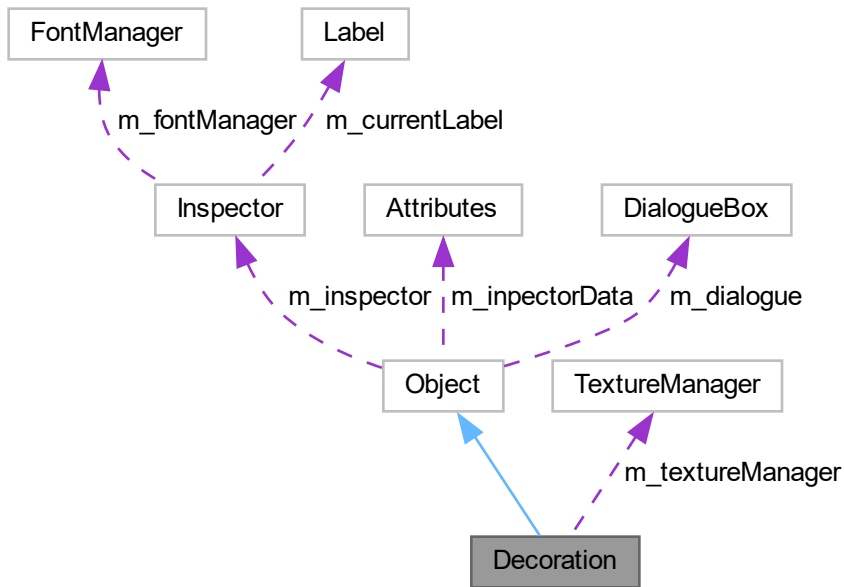 FontManager
Label
m_fontManager
m_currentLabel
Inspector
Attributes
DialogueBox
m_inspector
m_inpectorData
m_dialogue
Object
TextureManager
m_textureManager
Decoration